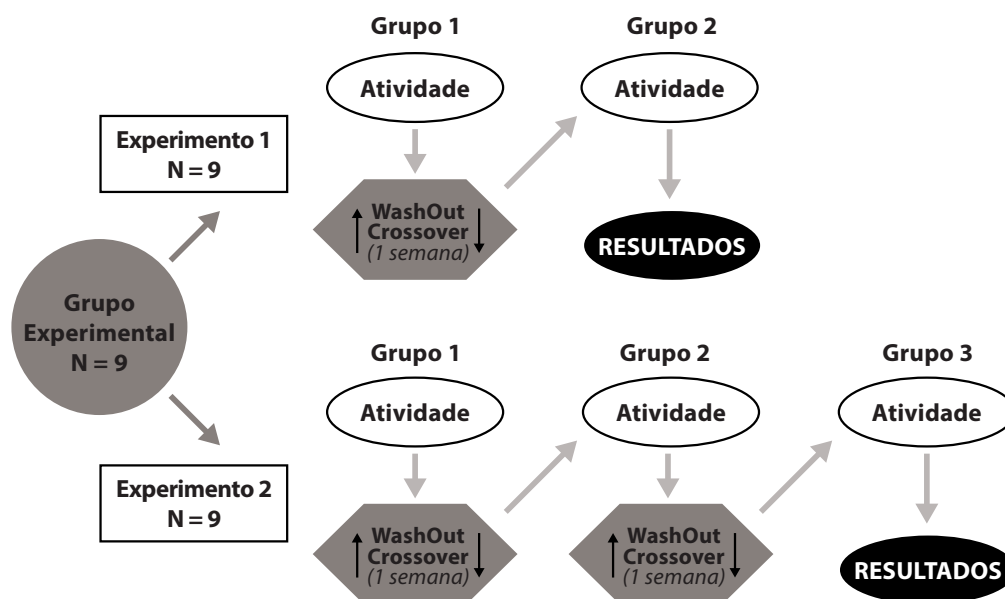 Grupo 1
Grupo 2
Atividade
Atividade
Experimento 1
N = 9
WashOut
Crossover
(1 semana)
RESULTADOS
Grupo
Experimental
N = 9
Grupo 1
Grupo 2
Grupo 3
Atividade
Atividade
Atividade
Experimento 2
N = 9
WashOut
Crossover
(1 semana)
WashOut
Crossover
(1 semana)
RESULTADOS